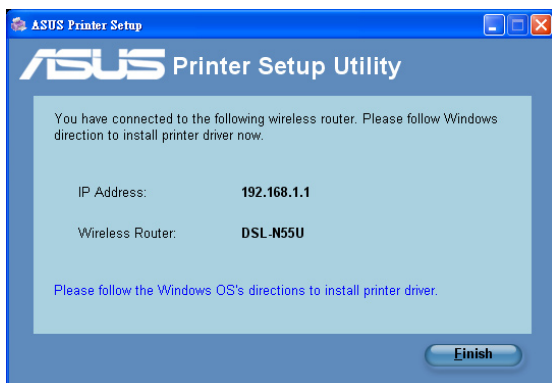 ASUS Printer Setup
ASUS Printer Setup Utility
You have connected to the following wireless router. Please follow Windows
direction to install printer driver now.
IP Address: 192.168.1.1
Wireless Router: DSL-N55U
Please follow the Windows OS's directions to install printer driver.
Finish